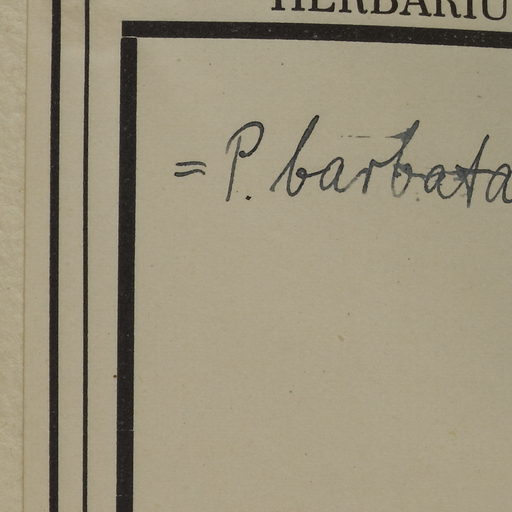 HERBARIU
= P. barbata